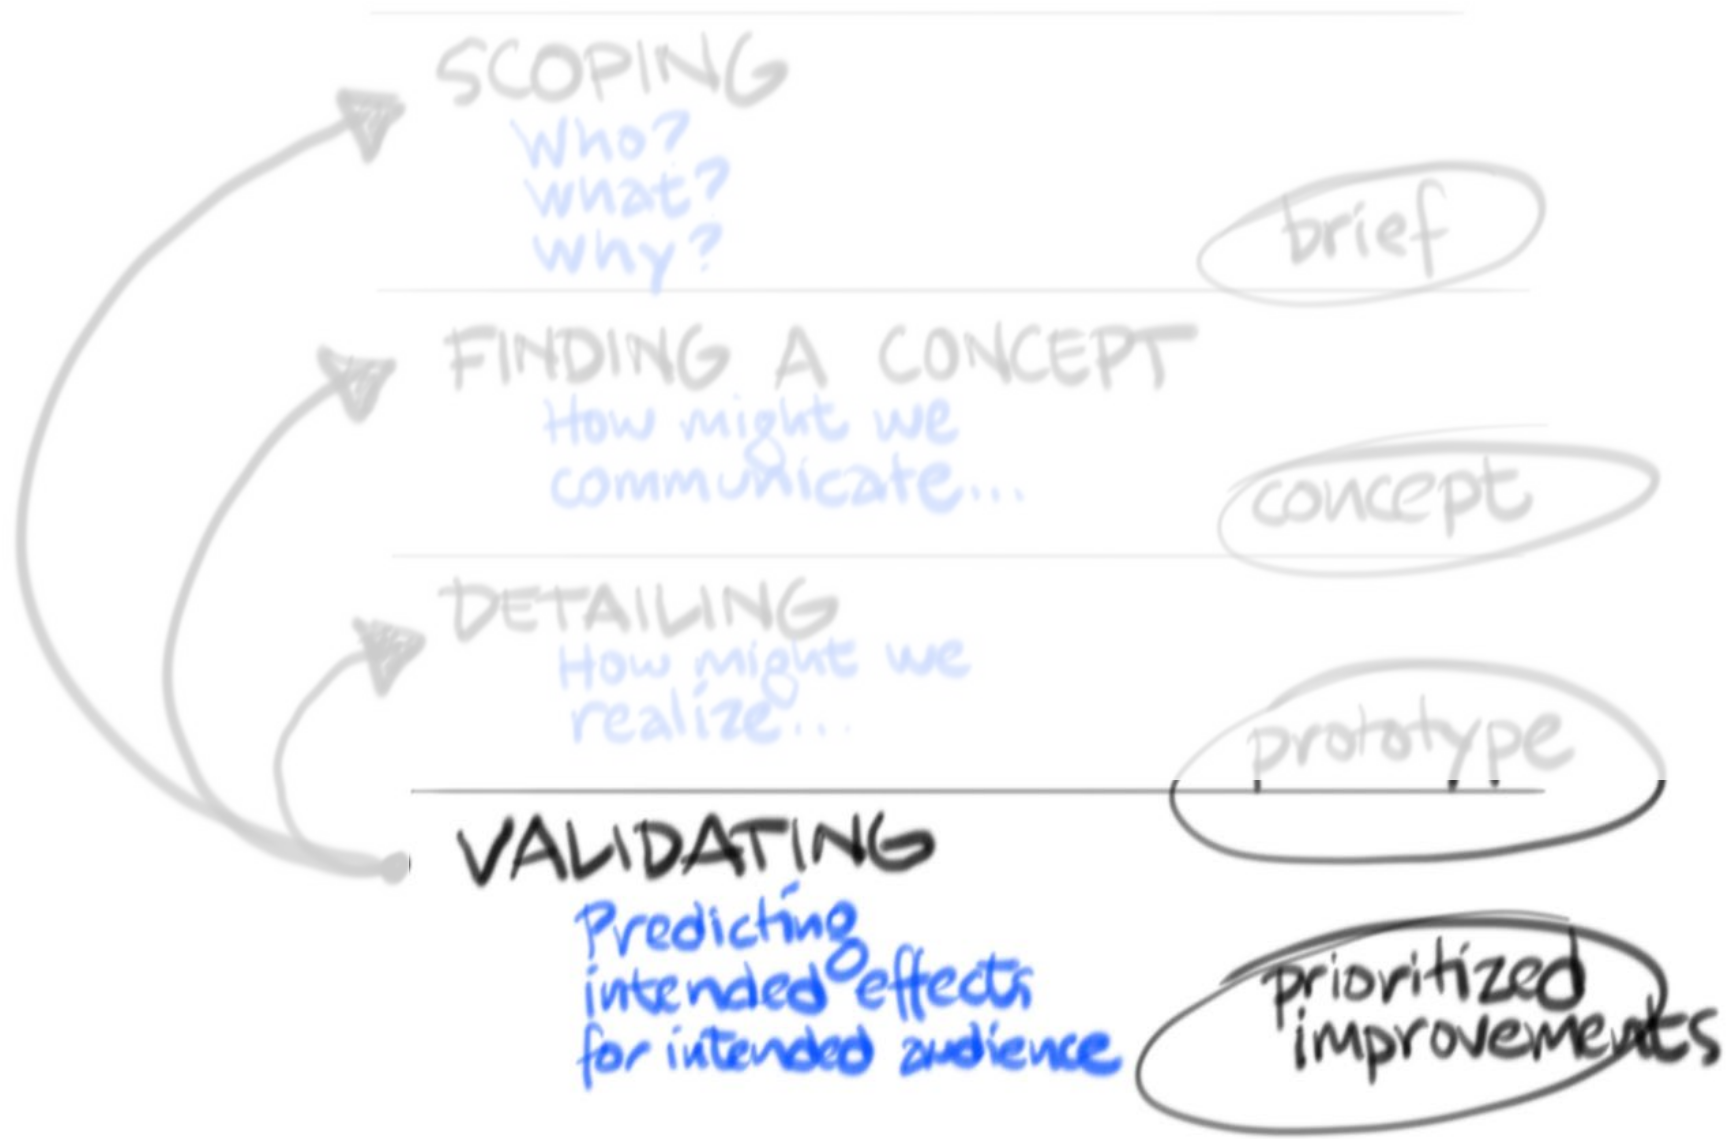 SCOPING
Who?
what?
why?
brief
FINDING A CONCEPT
How might we
communicate...
concept
DETAILING
How might we
realize...
prototype
VALIDATING
Predicting
intended effects
for intended audience
prioritized
improvements